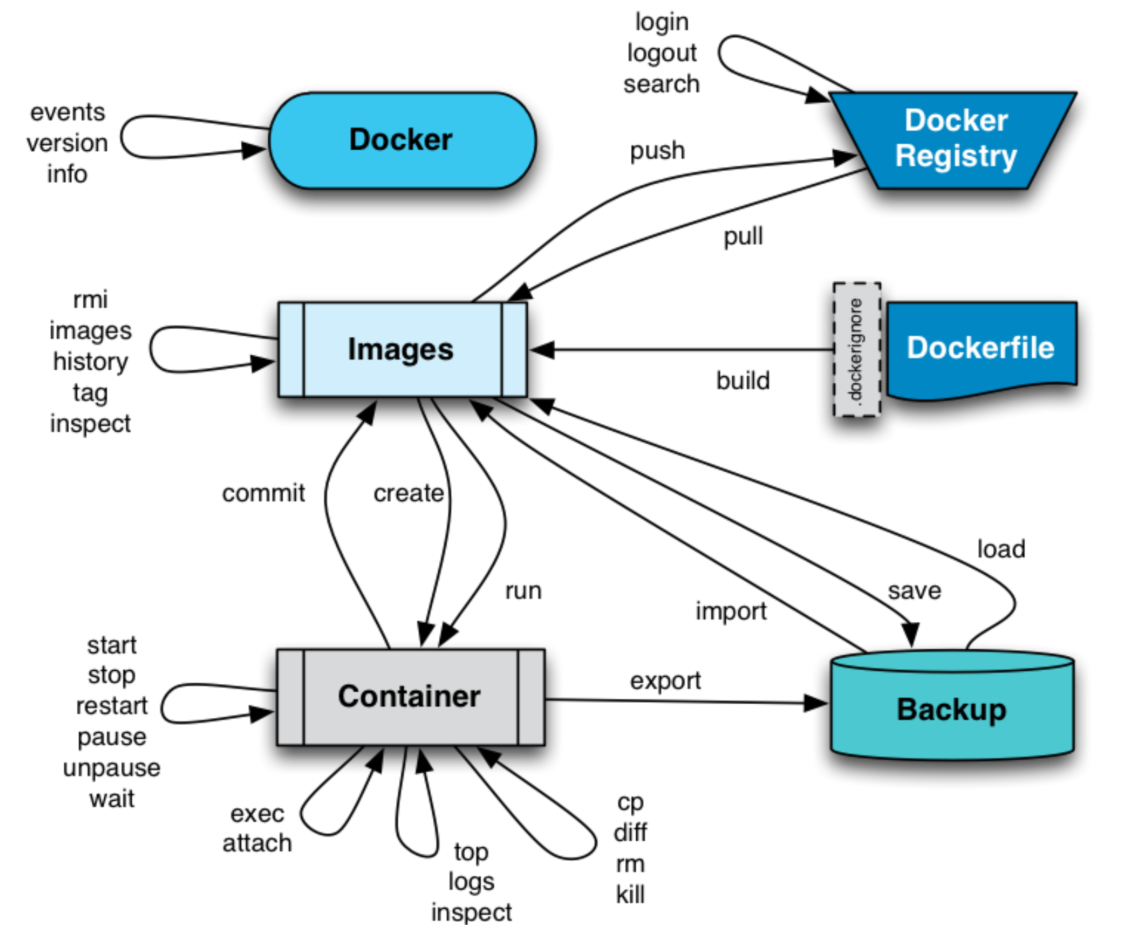 login
logout
search
events
version
info
Docker
Docker
Registry
push
pull
rmi
images
history
tag
inspect
Images
build
.dockerignore
Dockerfile
commit
create
run
load
save
import
start
stop
restart
pause
unpause
wait
Container
export
Backup
exec
attach
top
logs
inspect
cp
diff
rm
kill